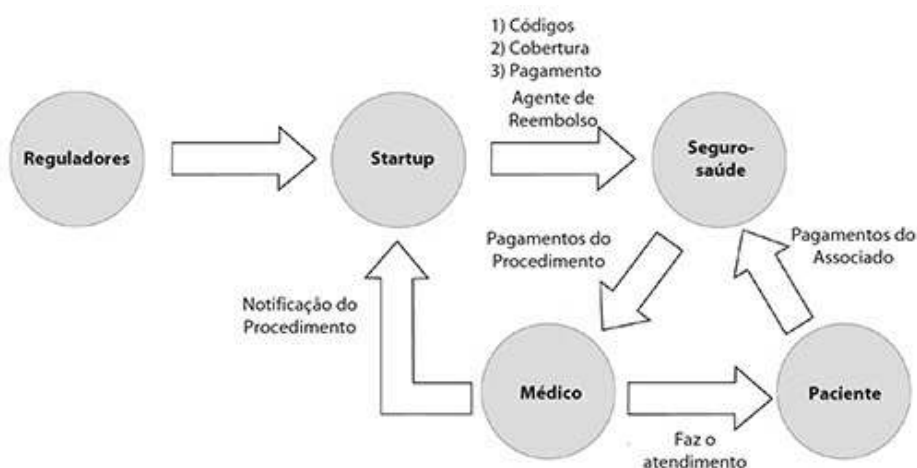 1) Códigos
2) Cobertura
3) Pagamento
Agente de
Reembolso
Reguladores
Startup
Seguro-
saúde
Pagamentos do
Procedimento
Pagamentos do
Associado
Notificação do
Procedimento
Médico
Paciente
Faz o
atendimento